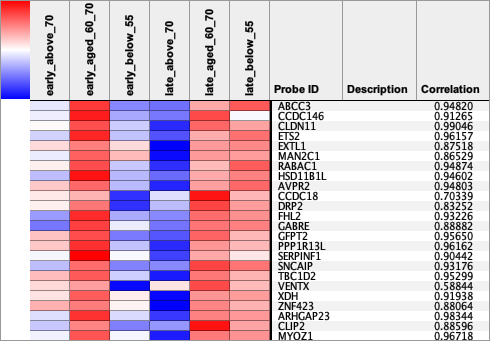 early_above_70
early_aged_60_70
early_below_55
late_above_70
late_aged_60_70
late_below_55
Probe ID Description Correlation
ABCC3 0.94820
CCDC146 0.91265
CLDN11 0.99046
ETS2 0.96157
EXTL1 0.87518
MAN2C1 0.86529
RABAC1 0.94874
HSD11B1L 0.94602
AVPR2 0.94803
CCDC18 0.70339
DRP2 0.83252
FHL2 0.93226
GABRE 0.88882
GFPT2 0.95650
PPP1R13L 0.96162
SERPINF1 0.90442
SNCAIP 0.93176
TBC1D2 0.95299
VENTX 0.58844
XDH 0.91938
ZNF423 0.88064
ARHGAP23 0.98344
CLIP2 0.88596
MYOZ1 0.96718